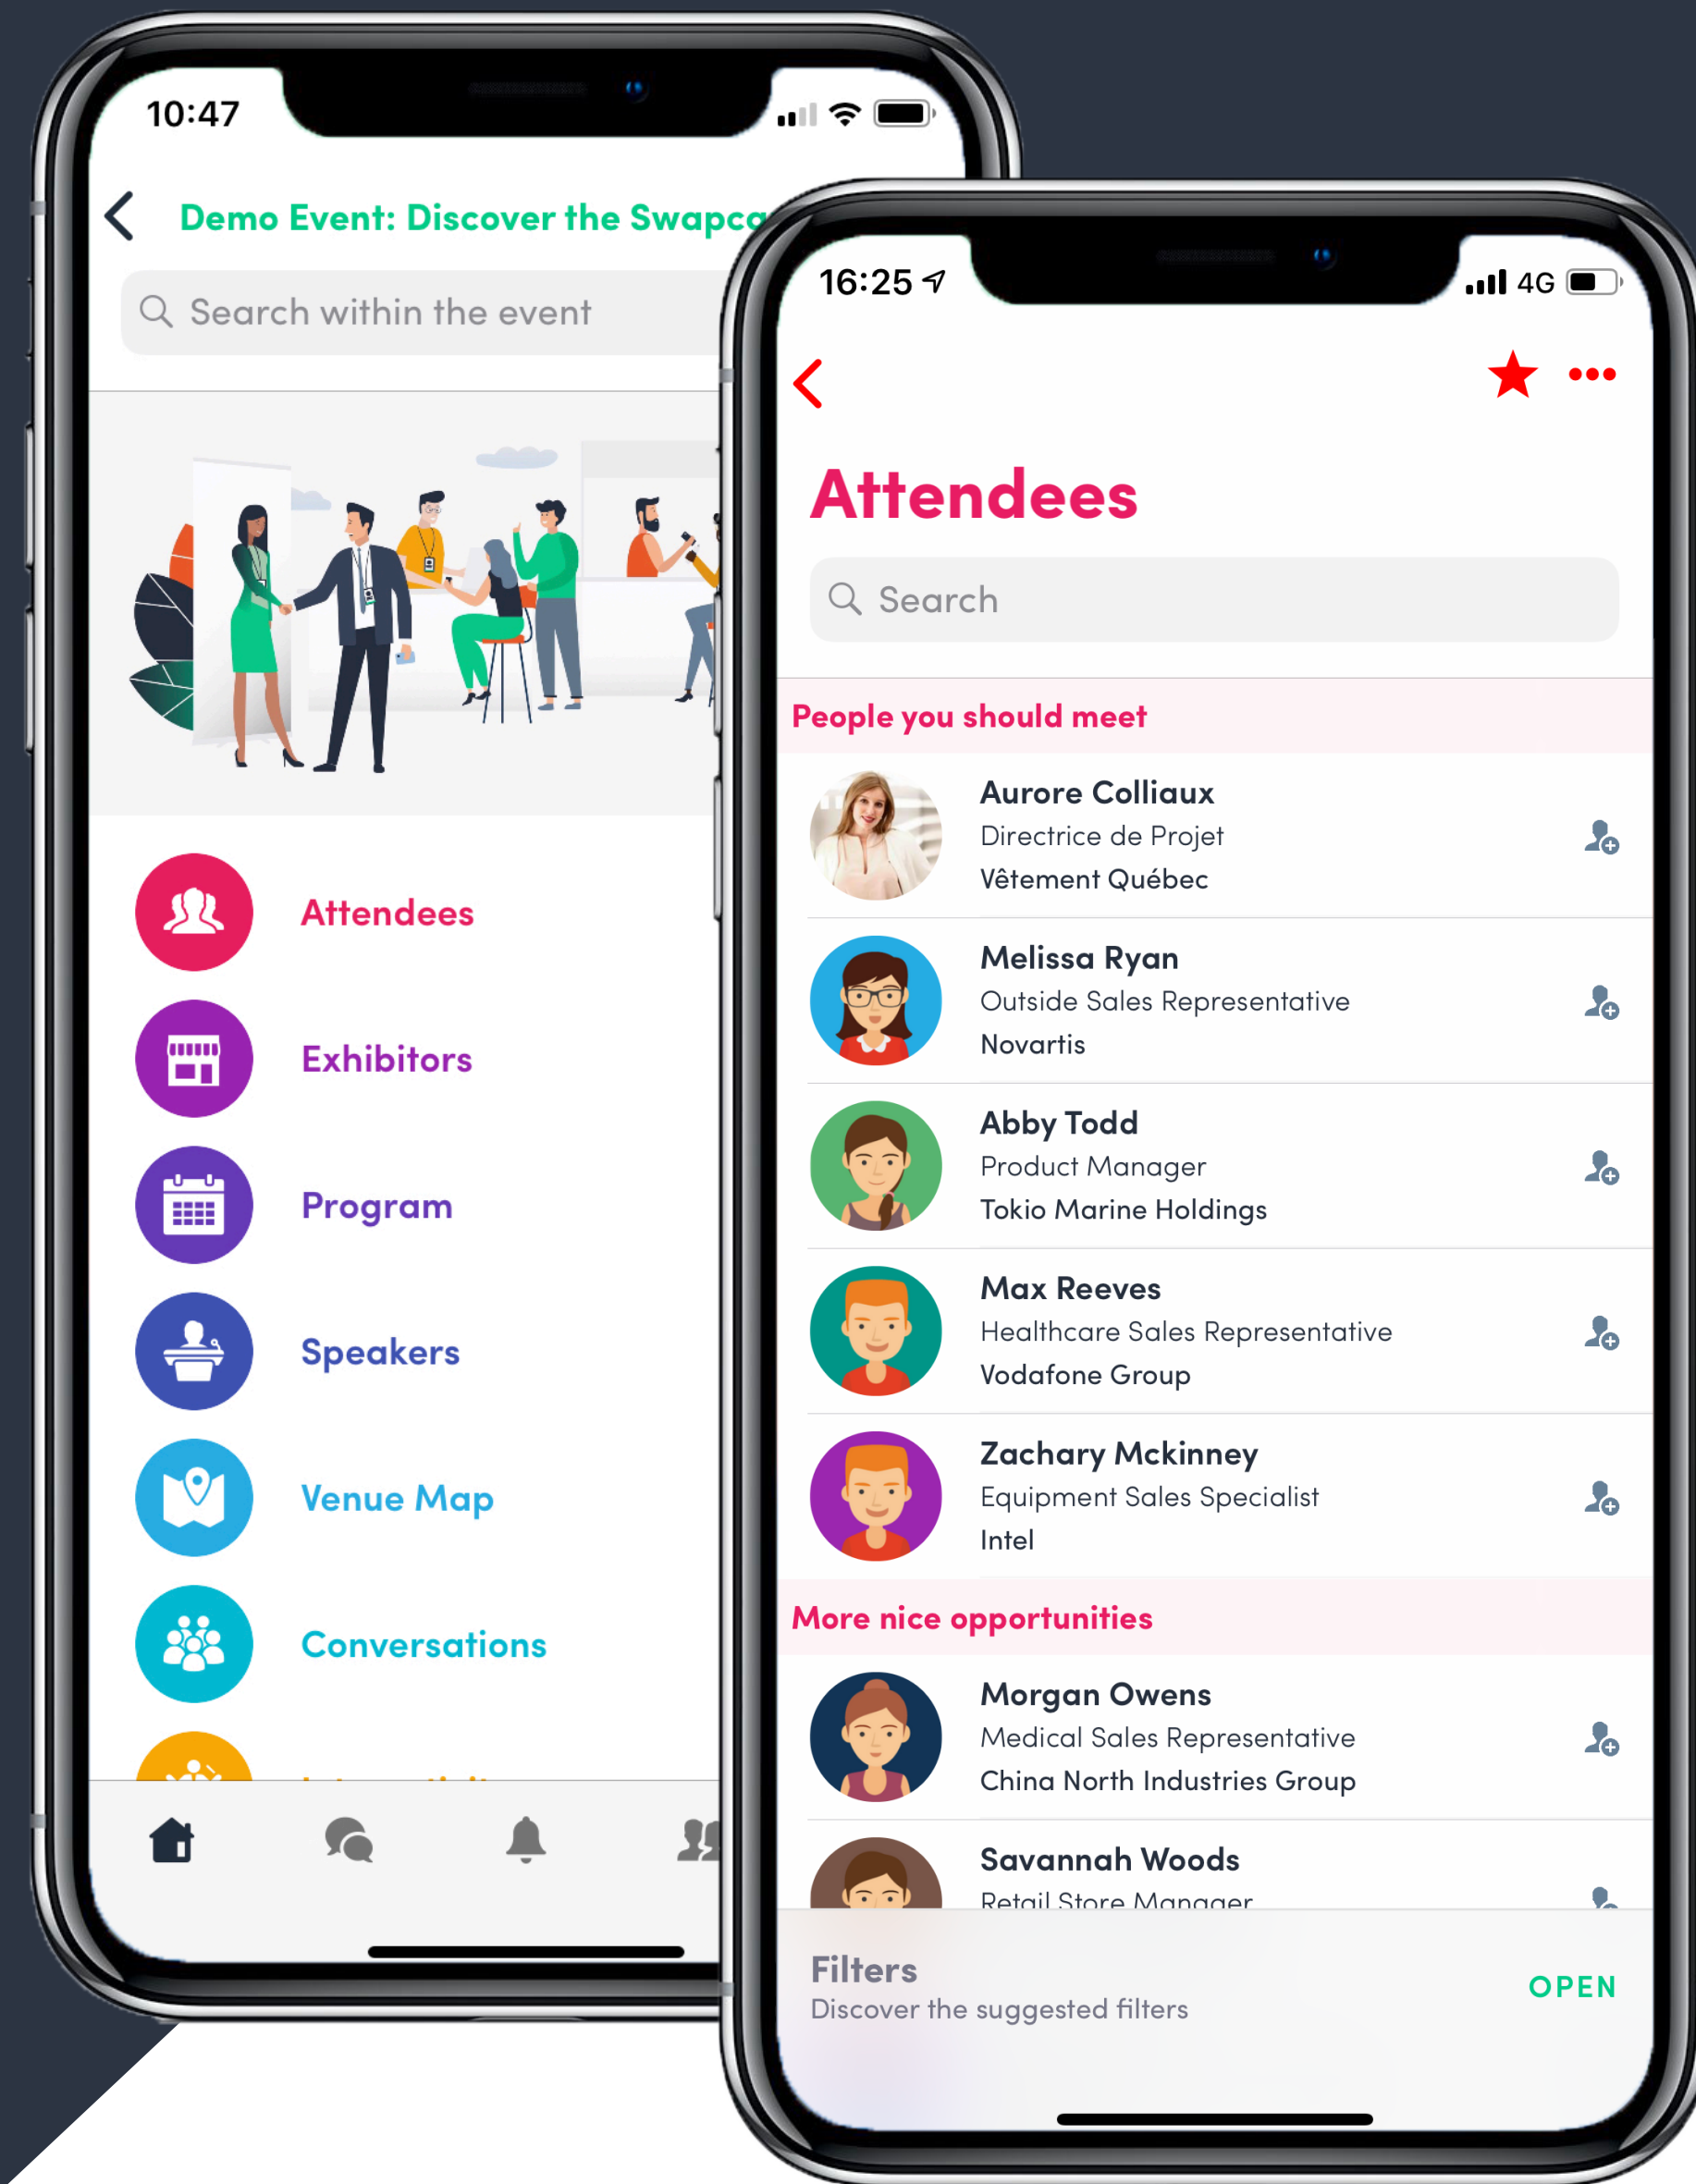 10:47
Demo Event: Discover the
Search within the event
Attendees
Exhibitors
Program
Speakers
Venue Map
Conversations
16:25
4G
Attendees
Search
People you should meet
Aurore Colliaux
Directrice de Projet
Vêtement Québec
Melissa Ryan
Outside Sales Representative
Novartis
Abby Todd
Product Manager
Tokio Marine Holdings
Max Reeves
Healthcare Sales Representative
Vodafone Group
Zachary Mckinney
Equipment Sales Specialist
Intel
More nice opportunities
Morgan Owens
Medical Sales Representative
China North Industries Group
Savannah Woods
Retail Store Manager
Filters
Discover the suggested filters
OPEN